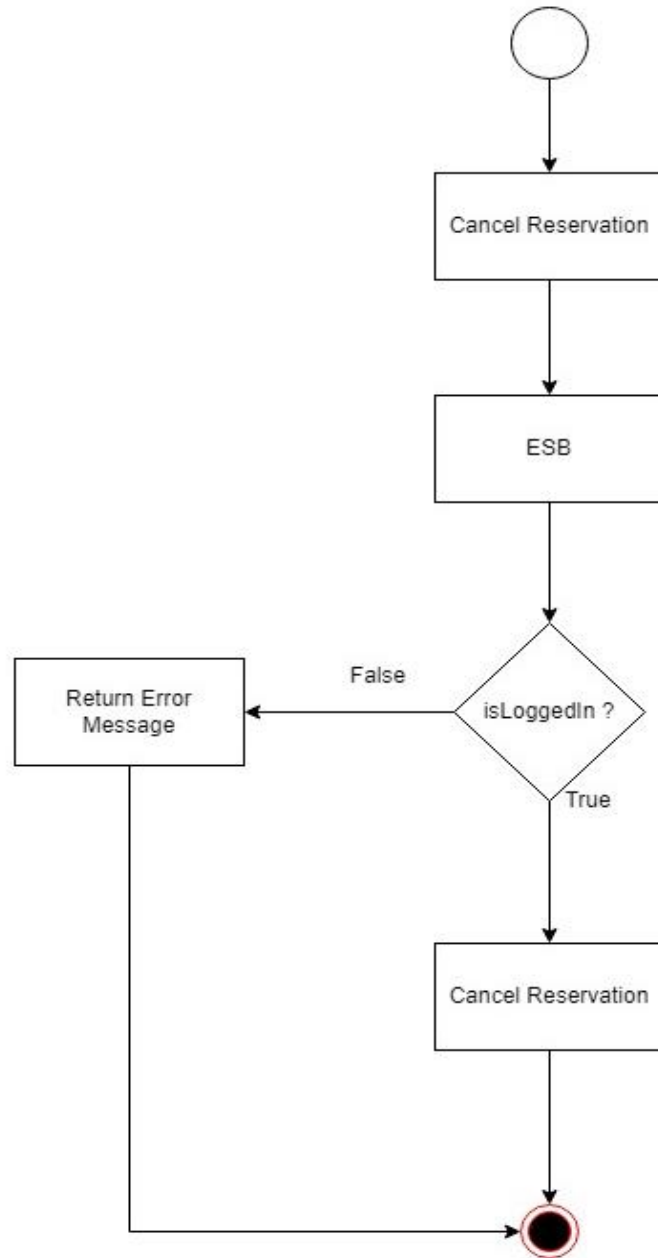 Cancel Reservation
ESB
False
Return Error
Message
isLoggedIn ?
True
Cancel Reservation